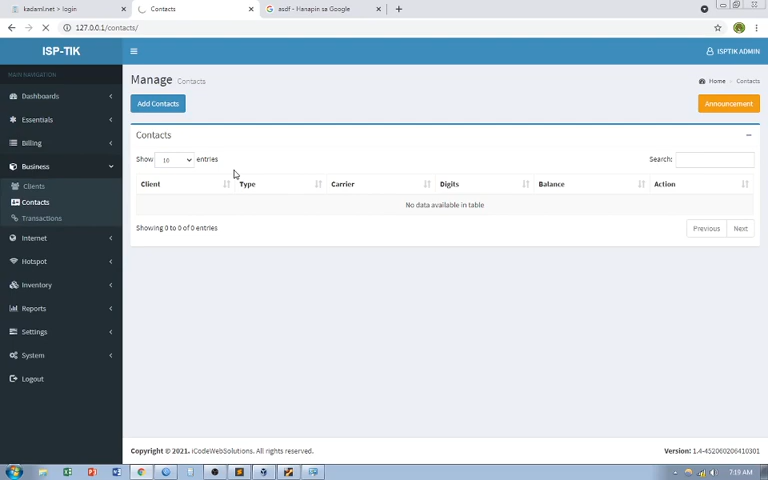 kadaml.net > login
Contacts
asdf - Hanapin sa Google
127.0.0.1/contacts/
ISP-TIK
ISPTIK ADMIN
MAIN NAVIGATION
Dashboards
Essentials
Billing
Business
Clients
Contacts
Transactions
Internet
Hotspot
Inventory
Reports
Settings
System
Logout
Manage Contacts
Home Contacts
Add Contacts
Announcement
Contacts
Show 10 entries
Search:
Client Type Carrier Digits Balance Action
No data available in table
Showing 0 to 0 of 0 entries
Previous Next
Copyright © 2021. iCodeWebSolutions. All rights reserved.
Version: 1.4-452060206410301
7:19 AM